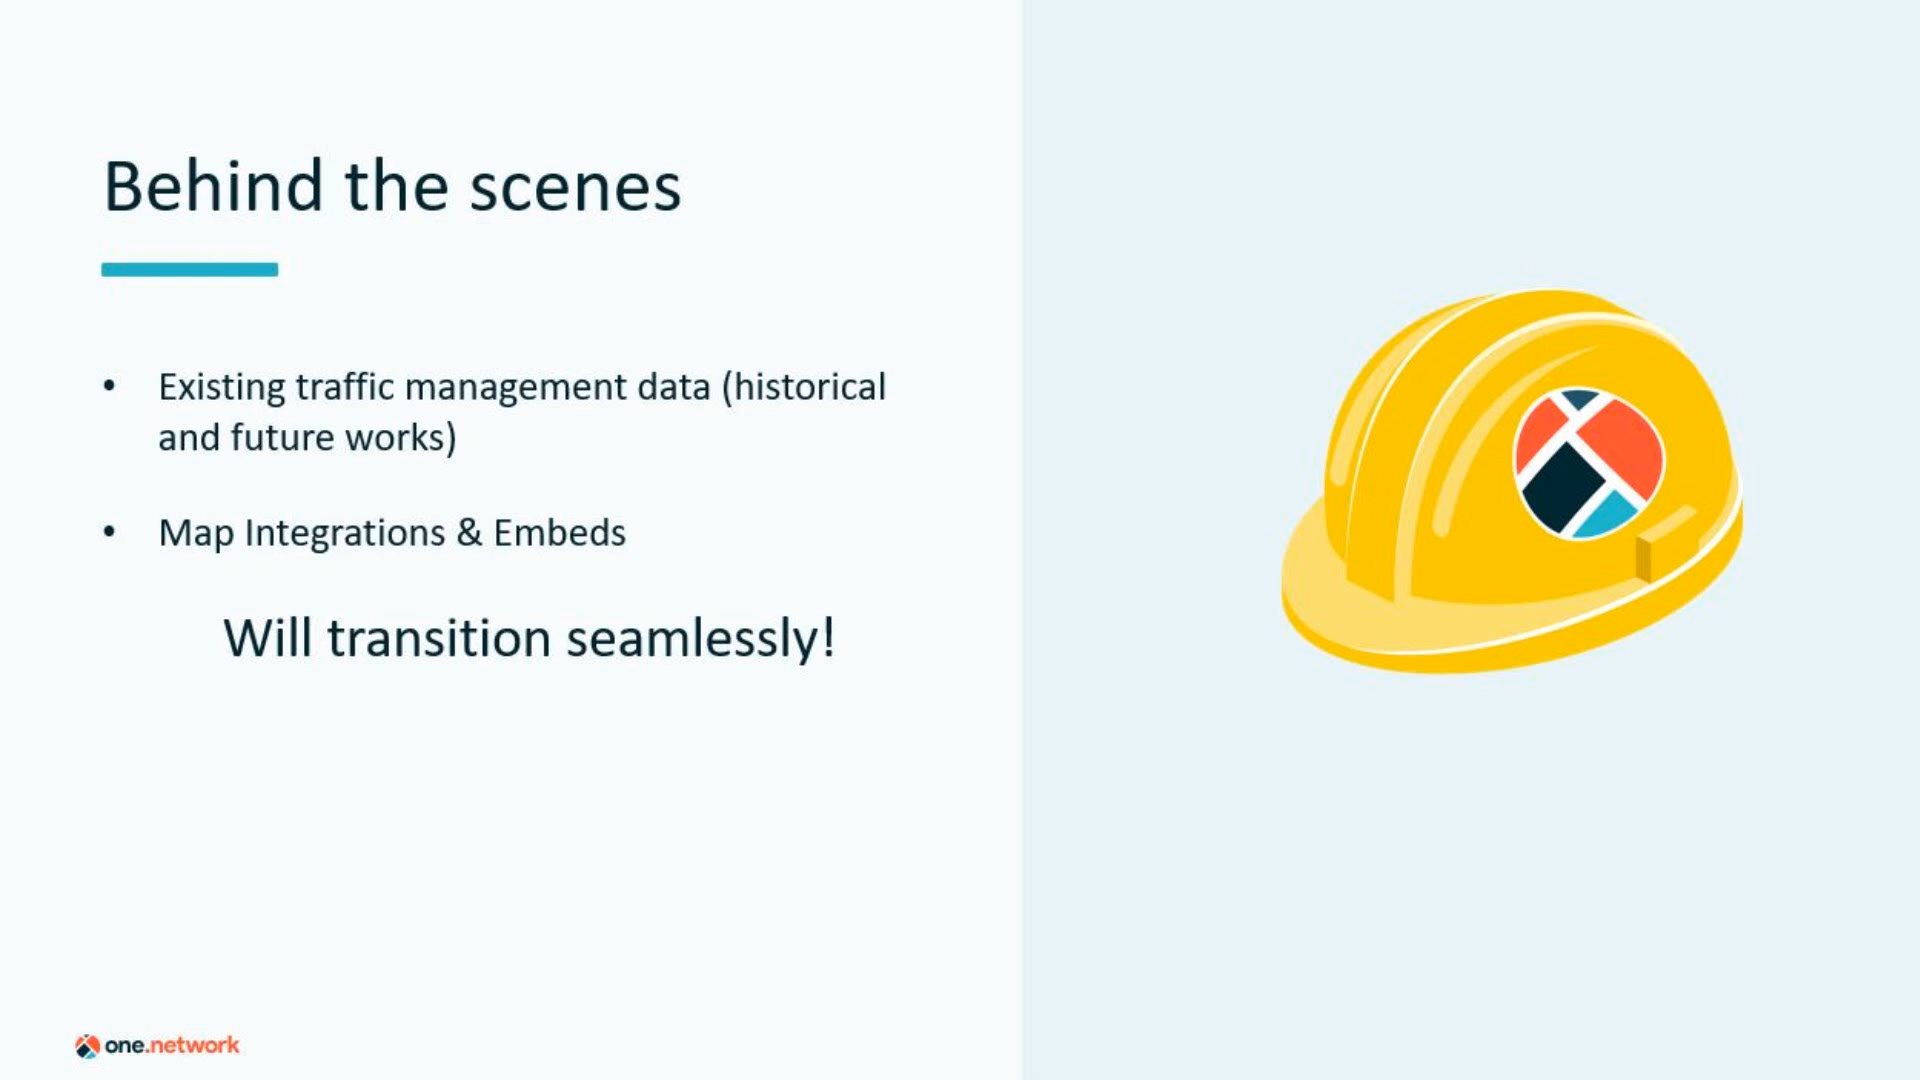 Behind the scenes
• Existing traffic management data (historical
and future works)
• Map Integrations & Embeds
Will transition seamlessly!
one.network